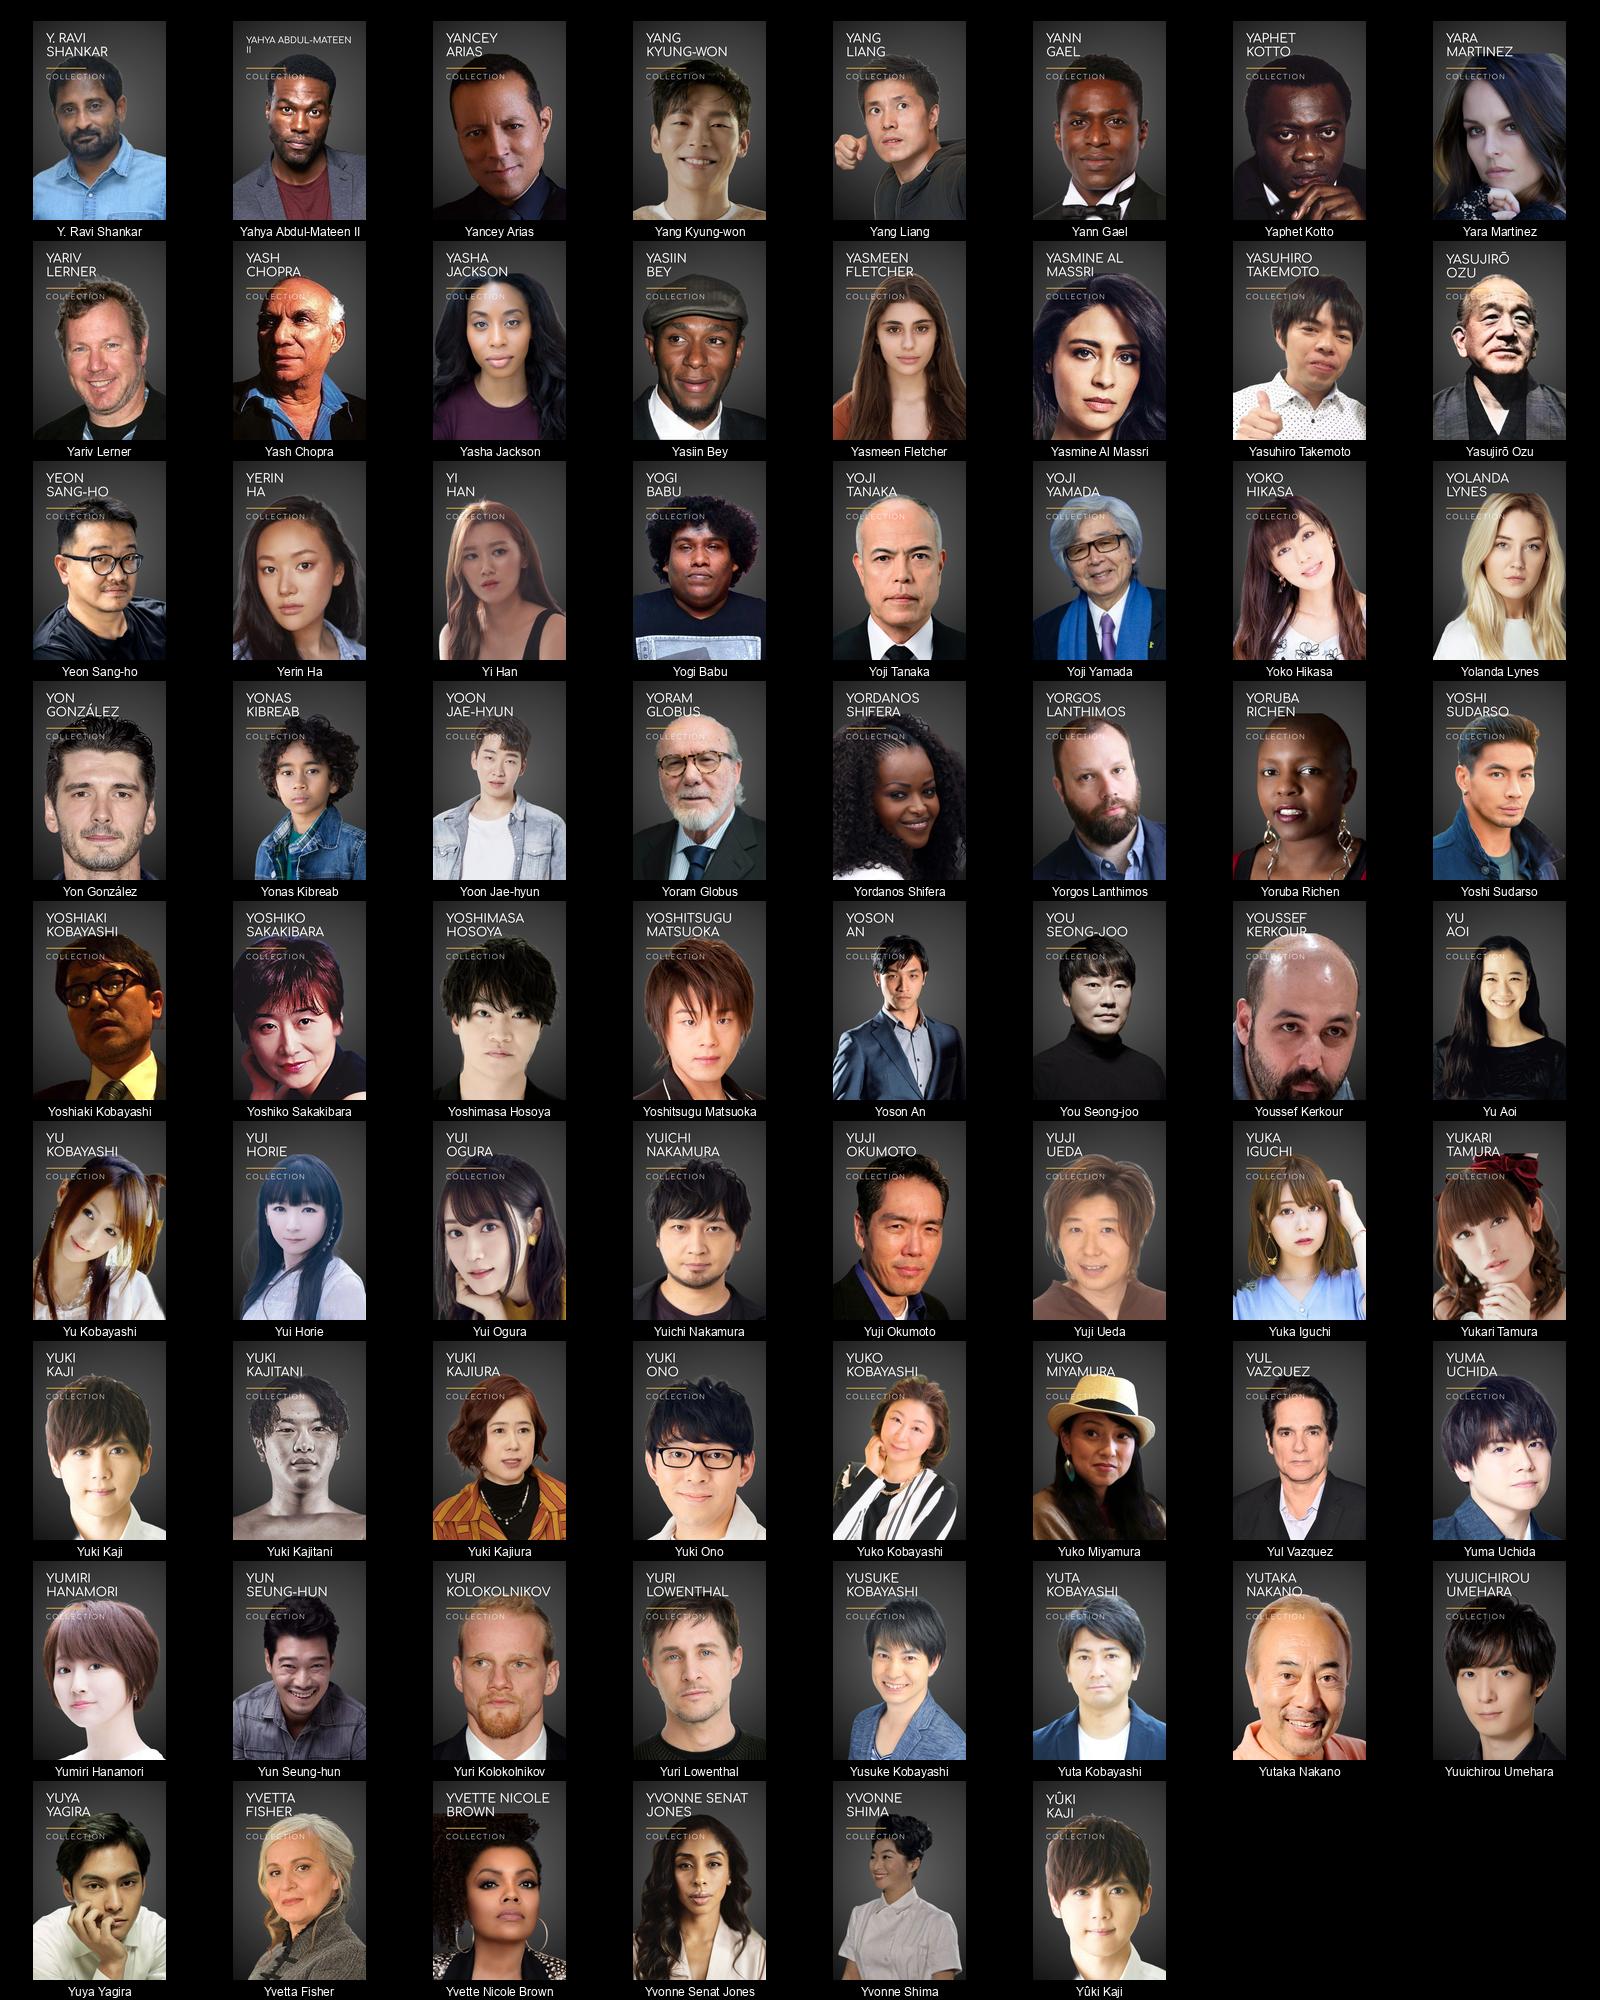 Y. RAVI
SHANKAR
COLLECTION
Y. Ravi Shankar
YAHYA ABDUL-MATEEN
II
COLLECTION
Yahya Abdul-Mateen II
YANCEY
ARIAS
COLLECTION
Yancey Arias
YANG
KYUNG-WON
COLLECTION
Yang Kyung-won
YANG
LIANG
COLLECTION
Yang Liang
YANN
GAEL
COLLECTION
Yann Gael
YAPHET
KOTTO
COLLECTION
Yaphet Kotto
YARA
MARTINEZ
COLLECTION
Yara Martinez
YARIV
LERNER
COLLECTION
Yariv Lerner
YASH
CHOPRA
COLLECTION
Yash Chopra
YASHA
JACKSON
COLLECTION
Yasha Jackson
YASIIN
BEY
COLLECTION
Yasiin Bey
YASMEEN
FLETCHER
COLLECTION
Yasmeen Fletcher
YASMINE AL
MASSRI
COLLECTION
Yasmine Al Massri
YASUHIRO
TAKEMOTO
COLLECTION
Yasuhiro Takemoto
YASUJIRŌ
OZU
COLLECTION
Yasujirō Ozu
YEON
SANG-HO
COLLECTION
Yeon Sang-ho
YERIN
HA
COLLECTION
Yerin Ha
YI
HAN
COLLECTION
Yi Han
YOGI
BABU
COLLECTION
Yogi Babu
YOJI
TANAKA
COLLECTION
Yoji Tanaka
YOJI
YAMADA
COLLECTION
Yoji Yamada
YOKO
HIKASA
COLLECTION
Yoko Hikasa
YOLANDA
LYNES
COLLECTION
Yolanda Lynes
YON
GONZÁLEZ
COLLECTION
Yon González
YONAS
KIBREAB
COLLECTION
Yonas Kibreab
YOON
JAE-HYUN
COLLECTION
Yoon Jae-hyun
YORAM
GLOBUS
COLLECTION
Yoram Globus
YORDANOS
SHIFERA
COLLECTION
Yordanos Shifera
YORGOS
LANTHIMOS
COLLECTION
Yorgos Lanthimos
YORUBA
RICHEN
COLLECTION
Yoruba Richen
YOSHI
SUDARSO
COLLECTION
Yoshi Sudarso
YOSHIAKI
KOBAYASHI
COLLECTION
Yoshiaki Kobayashi
YOSHIKO
SAKAKIBARA
COLLECTION
Yoshiko Sakakibara
YOSHIMASA
HOSOYA
COLLECTION
Yoshimasa Hosoya
YOSHITSUGU
MATSUOKA
COLLECTION
Yoshitsugu Matsuoka
YOSON
AN
COLLECTION
Yoson An
YOU
SEONG-JOO
COLLECTION
You Seong-joo
YOUSSEF
KERKOUR
COLLECTION
Youssef Kerkour
YU
AOI
COLLECTION
Yu Aoi
YU
KOBAYASHI
COLLECTION
Yu Kobayashi
YUI
HORIE
COLLECTION
Yui Horie
YUI
OGURA
COLLECTION
Yui Ogura
YUICHI
NAKAMURA
COLLECTION
Yuichi Nakamura
YUJI
OKUMOTO
COLLECTION
Yuji Okumoto
YUJI
UEDA
COLLECTION
Yuji Ueda
YUKA
IGUCHI
COLLECTION
Yuka Iguchi
YUKARI
TAMURA
COLLECTION
Yukari Tamura
YUKI
KAJI
COLLECTION
Yuki Kaji
YUKI
KAJITANI
COLLECTION
Yuki Kajitani
YUKI
KAJIURA
COLLECTION
Yuki Kajiura
YUKI
ONO
COLLECTION
Yuki Ono
YUKO
KOBAYASHI
COLLECTION
Yuko Kobayashi
YUKO
MIYAMURA
COLLECTION
Yuko Miyamura
YUL
VAZQUEZ
COLLECTION
Yul Vazquez
YUMA
UCHIDA
COLLECTION
Yuma Uchida
YUMIRI
HANAMORI
COLLECTION
Yumiri Hanamori
YUN
SEUNG-HUN
COLLECTION
Yun Seung-hun
YURI
KOLOKOLNIKOV
COLLECTION
Yuri Kolokolnikov
YURI
LOWENTHAL
COLLECTION
Yuri Lowenthal
YUSUKE
KOBAYASHI
COLLECTION
Yusuke Kobayashi
YUTA
KOBAYASHI
COLLECTION
Yuta Kobayashi
YUTAKA
NAKANO
COLLECTION
Yutaka Nakano
YUUICHIROU
UMEHARA
COLLECTION
Yuuichirou Umehara
YUYA
YAGIRA
COLLECTION
Yuya Yagira
YVETTA
FISHER
COLLECTION
Yvetta Fisher
YVETTE NICOLE
BROWN
COLLECTION
Yvette Nicole Brown
YVONNE SENAT
JONES
COLLECTION
Yvonne Senat Jones
YVONNE
SHIMA
COLLECTION
Yvonne Shima
YÛKI
KAJI
COLLECTION
Yûki Kaji